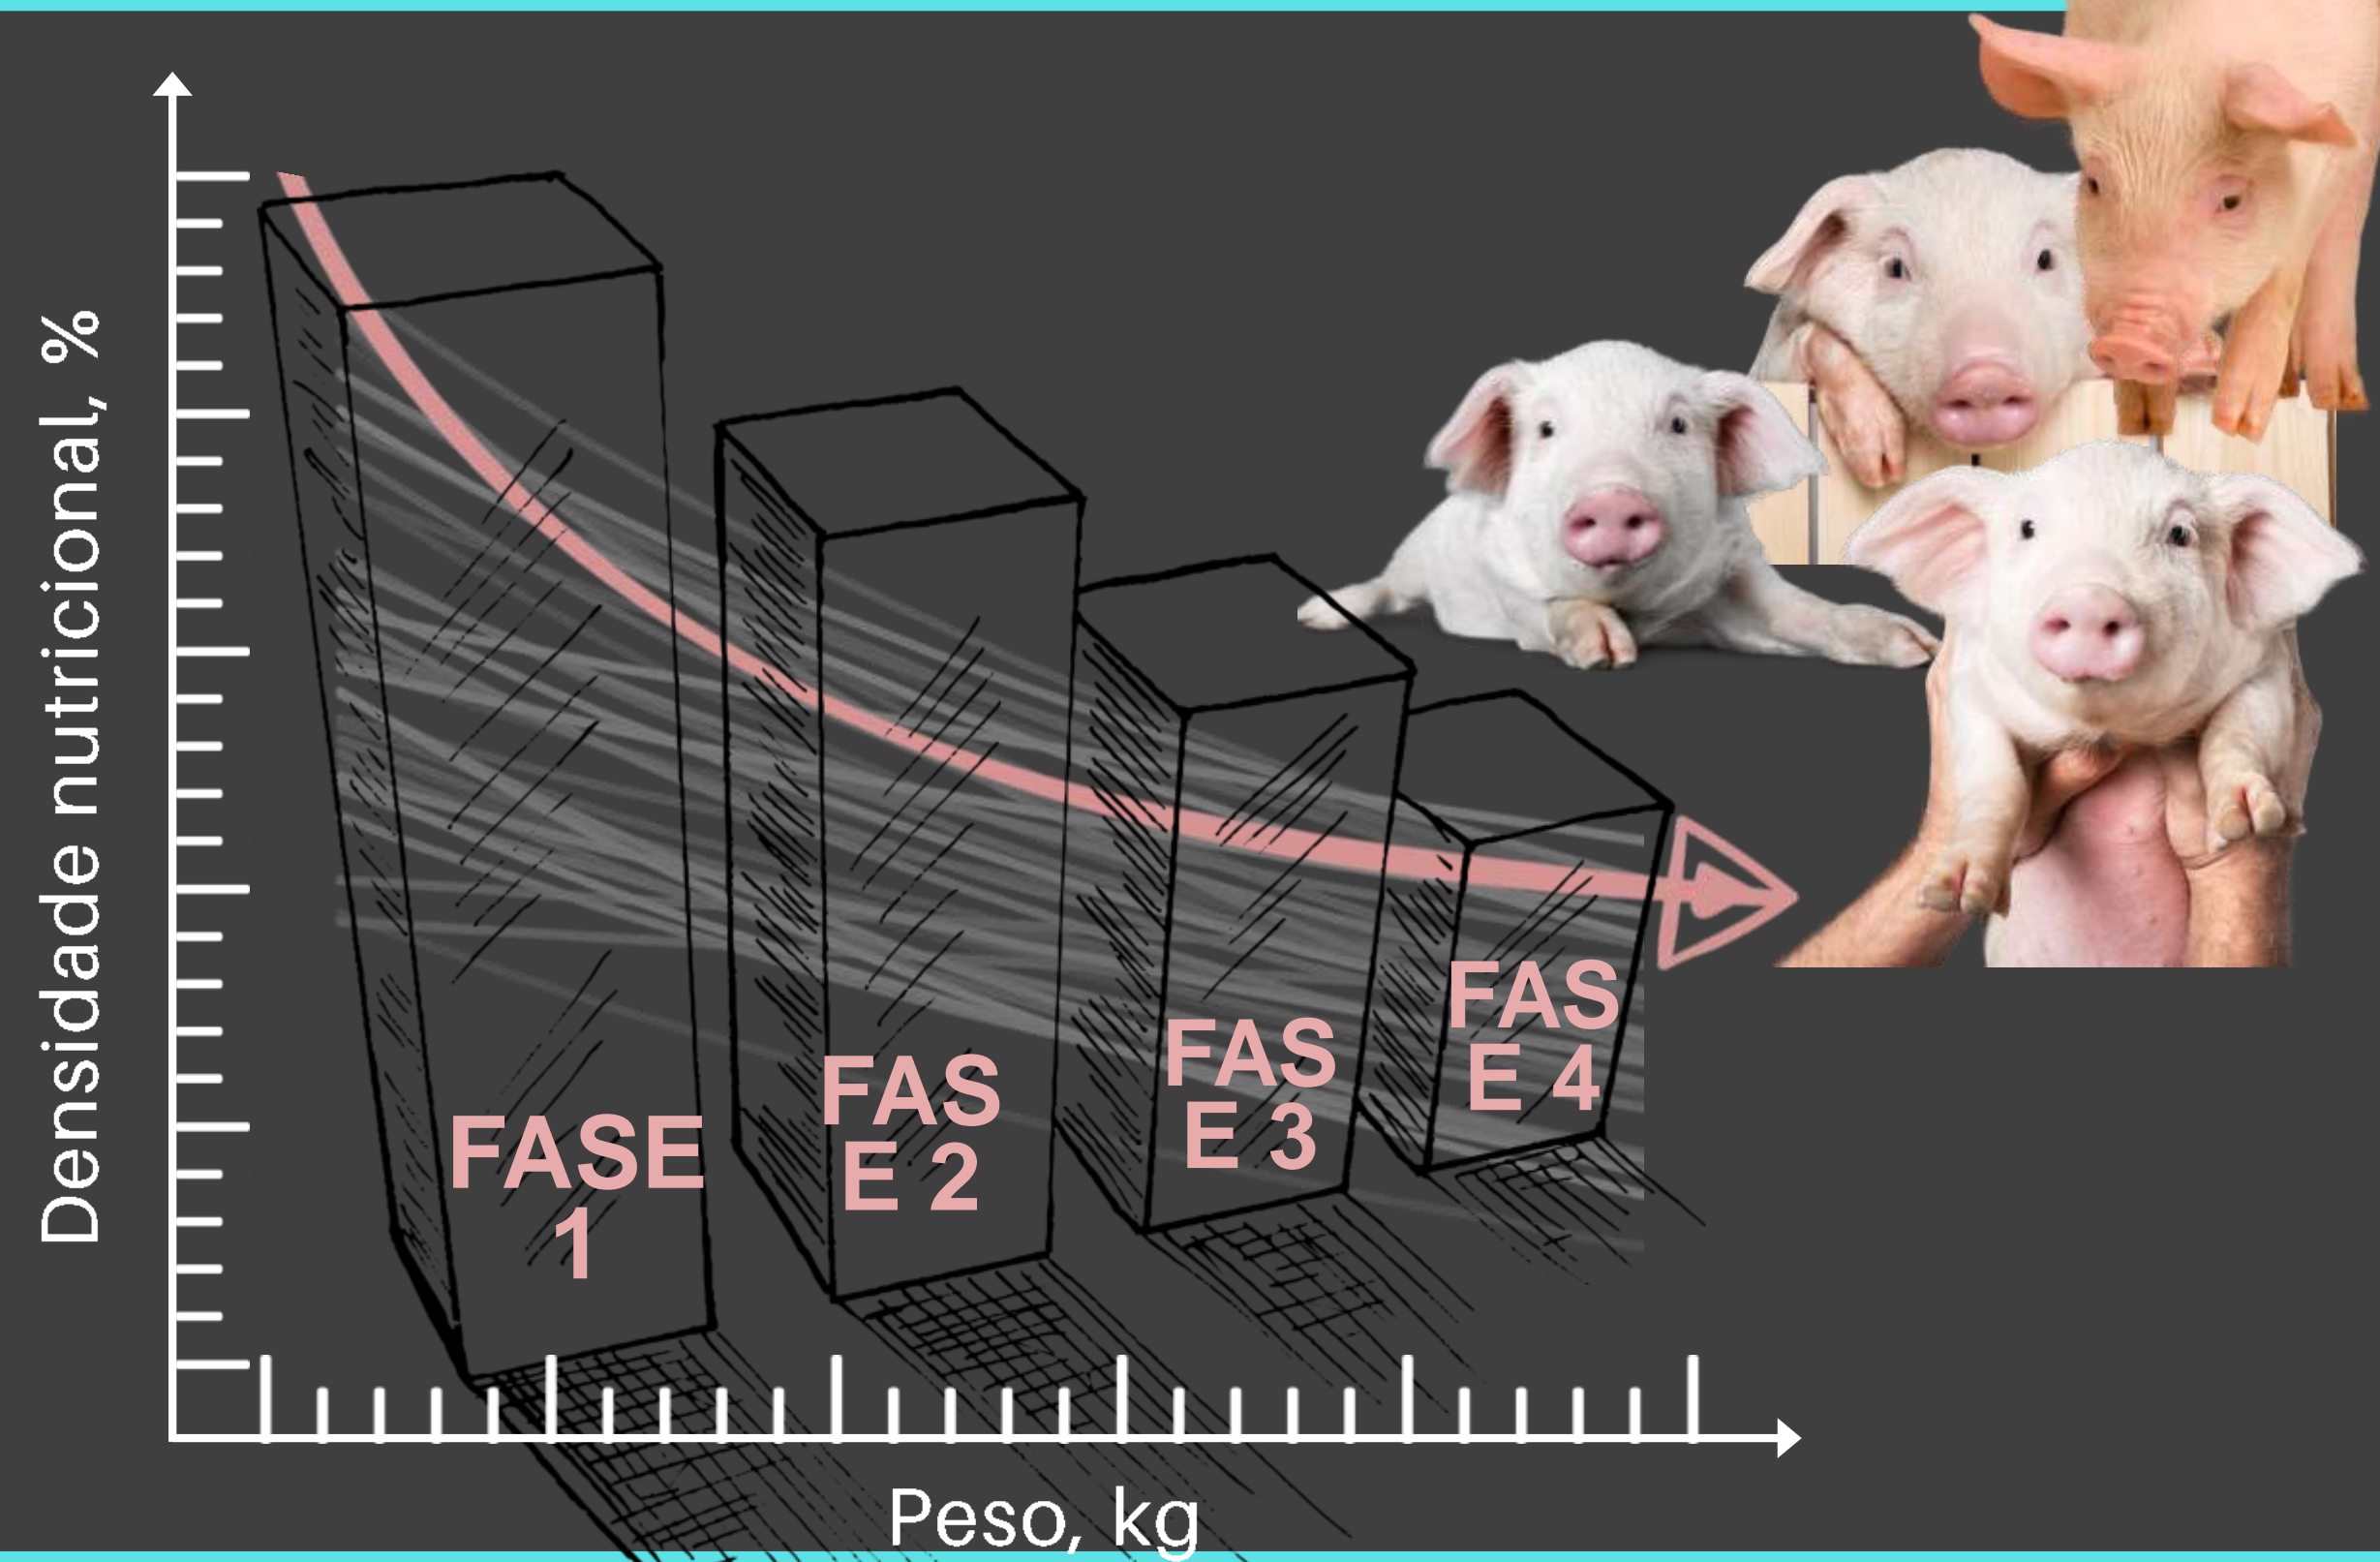 Densidade nutricional, %
FASE
1
FAS
E 2
FAS
E 3
FAS
E 4
Peso, kg